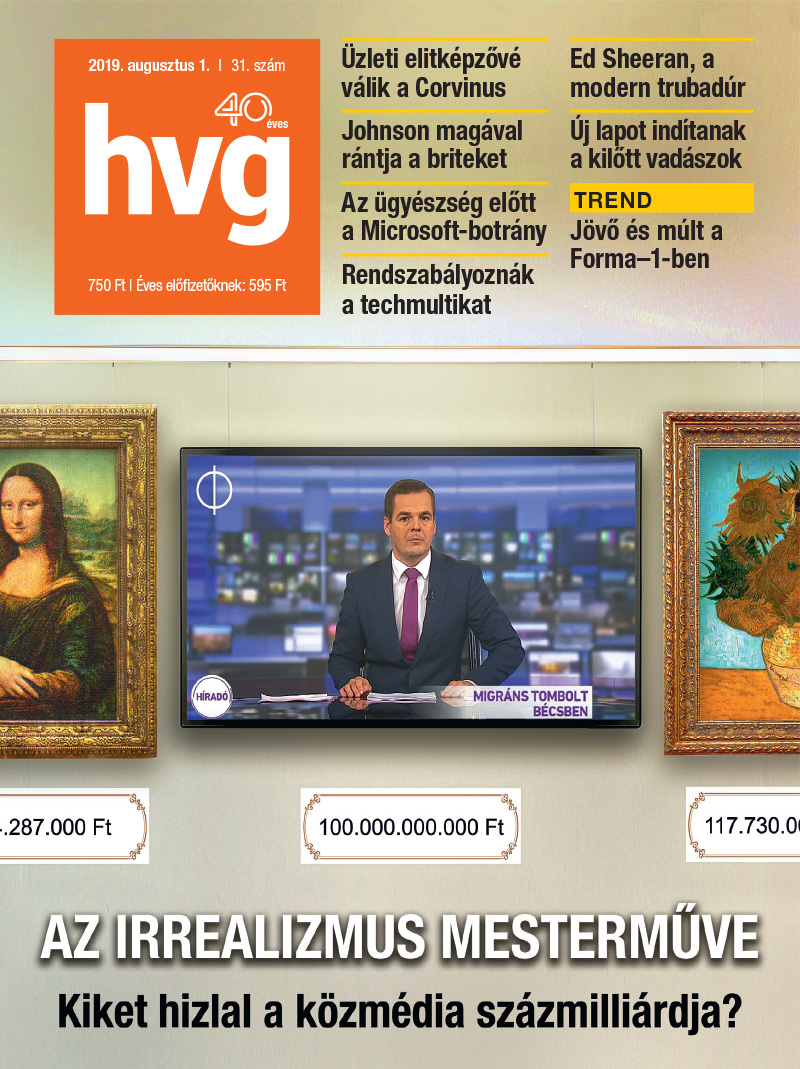 2019. augusztus 1. | 31. szám
40
éves
hvg
750 Ft | Éves előfizetőknek: 595 Ft
Üzleti elitképzővé
válik a Corvinus
Johnson magával
rántja a briteket
Az ügyészség előtt
a Microsoft-botrány
Rendszabályoznák
a techmultikat
Ed Sheeran, a
modern trubadúr
Új lapot indítanak
a kilőtt vadászok
TREND
Jövő és múlt a
Forma–1-ben
HÍRADÓ
MIGRÁNS TOMBOLT
BÉCSBEN
.287.000 Ft
100.000.000.000 Ft
117.730.0
AZ IRREALIZMUS MESTERMŰVE
Kiket hizlal a közmédia százmilliárdja?